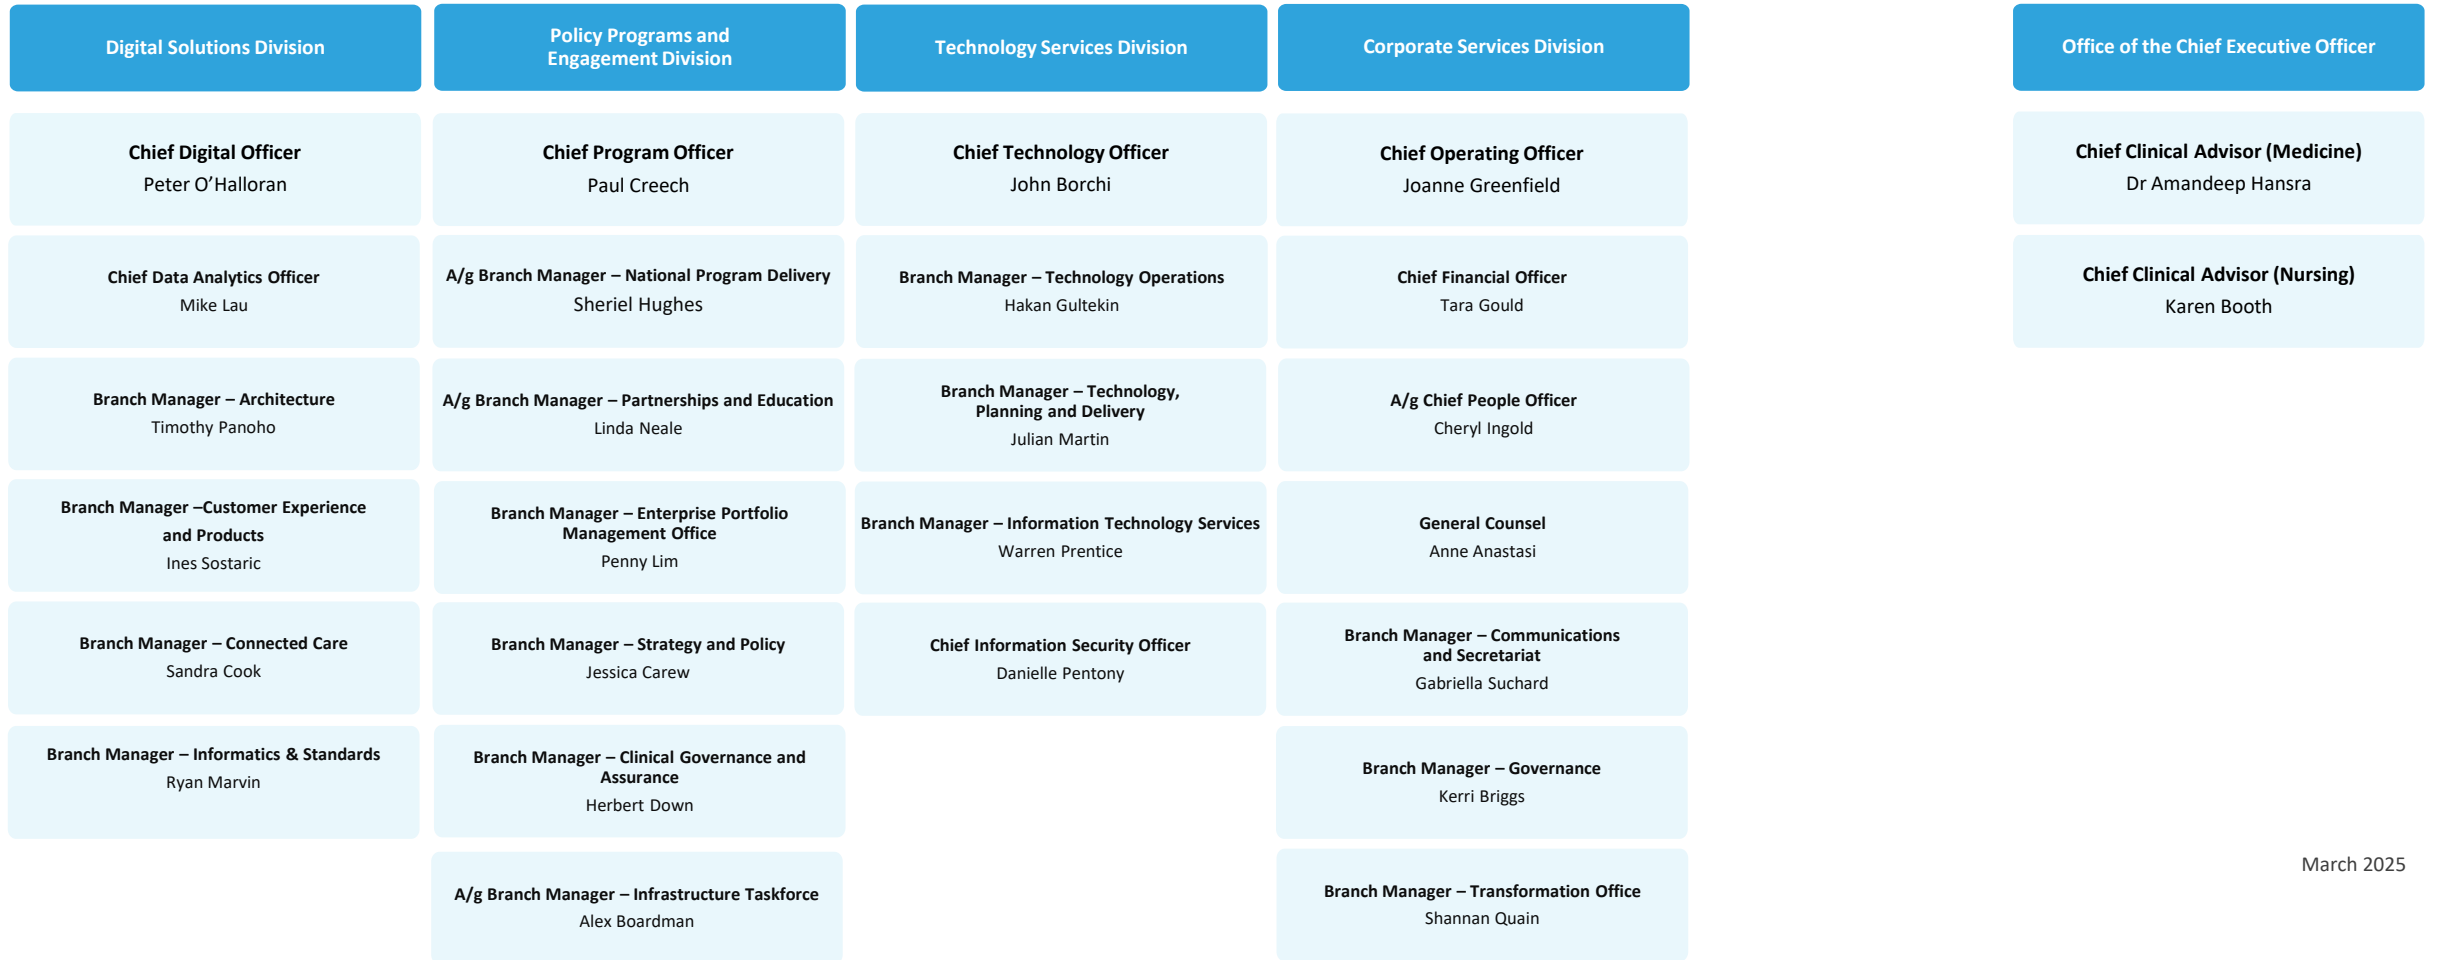 Digital Solutions Division
Chief Digital Officer
Peter O’Halloran
Chief Data Analytics Officer
Mike Lau
Branch Manager – Architecture
Timothy Panoho
Branch Manager –Customer Experience
and Products
Ines Sostaric
Branch Manager – Connected Care
Sandra Cook
Branch Manager – Informatics & Standards
Ryan Marvin
Policy Programs and
Engagement Division
Chief Program Officer
Paul Creech
A/g Branch Manager – National Program Delivery
Sheriel Hughes
A/g Branch Manager – Partnerships and Education
Linda Neale
Branch Manager – Enterprise Portfolio
Management Office
Penny Lim
Branch Manager – Strategy and Policy
Jessica Carew
Branch Manager – Clinical Governance and
Assurance
Herbert Down
A/g Branch Manager – Infrastructure Taskforce
Alex Boardman
Technology Services Division
Chief Technology Officer
John Borchi
Branch Manager – Technology Operations
Hakan Gultekin
Branch Manager – Technology,
Planning and Delivery
Julian Martin
Branch Manager – Information Technology Services
Warren Prentice
Chief Information Security Officer
Danielle Pentony
Corporate Services Division
Chief Operating Officer
Joanne Greenfield
Chief Financial Officer
Tara Gould
A/g Chief People Officer
Cheryl Ingold
General Counsel
Anne Anastasi
Branch Manager – Communications
and Secretariat
Gabriella Suchard
Branch Manager – Governance
Kerri Briggs
Branch Manager – Transformation Office
Shannan Quain
Office of the Chief Executive Officer
Chief Clinical Advisor (Medicine)
Dr Amandeep Hansra
Chief Clinical Advisor (Nursing)
Karen Booth
March 2025